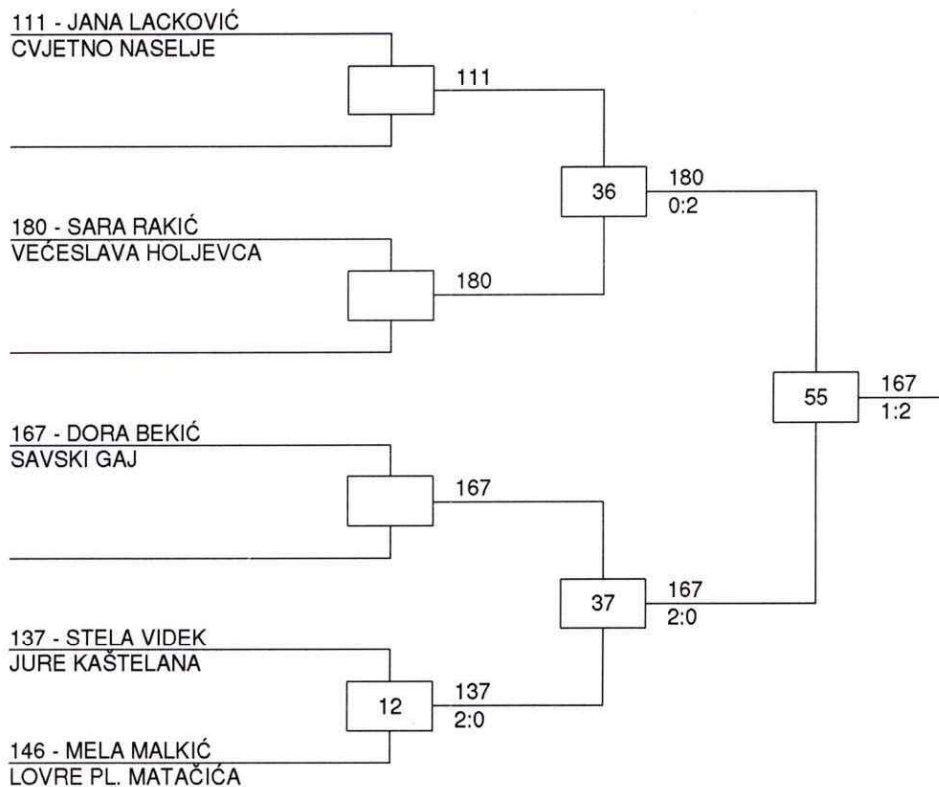 111 - JANA LACKOVIĆ
CVJETNO NASELJE
111
36
180
0:2
180 - SARA RAKIĆ
VEĆESLAVA HOLJEVCA
180
55
167
1:2
167 - DORA BEKIĆ
SAVSKI GAJ
167
37
167
2:0
137 - STELA VIDEK
JURE KAŠTELANA
12
137
2:0
146 - MELA MALKIĆ
LOVRE PL. MATAČIĆA